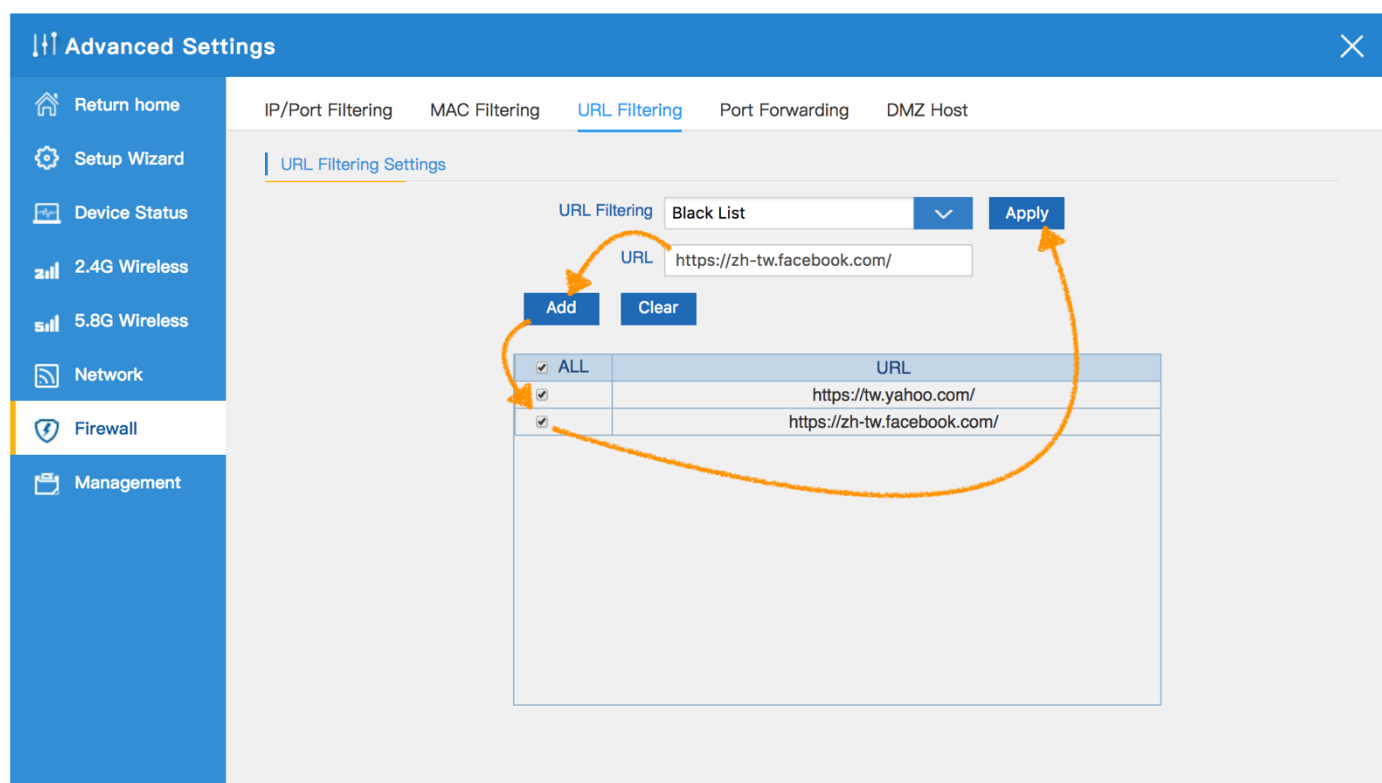 Advanced Settings
Return home
Setup Wizard
Device Status
2.4G Wireless
5.8G Wireless
Network
Firewall
Management
IP/Port Filtering MAC Filtering URL Filtering Port Forwarding DMZ Host
URL Filtering Settings
URL Filtering Black List Apply
URL https://zh-tw.facebook.com/
Add Clear
ALL URL
https://tw.yahoo.com/
https://zh-tw.facebook.com/